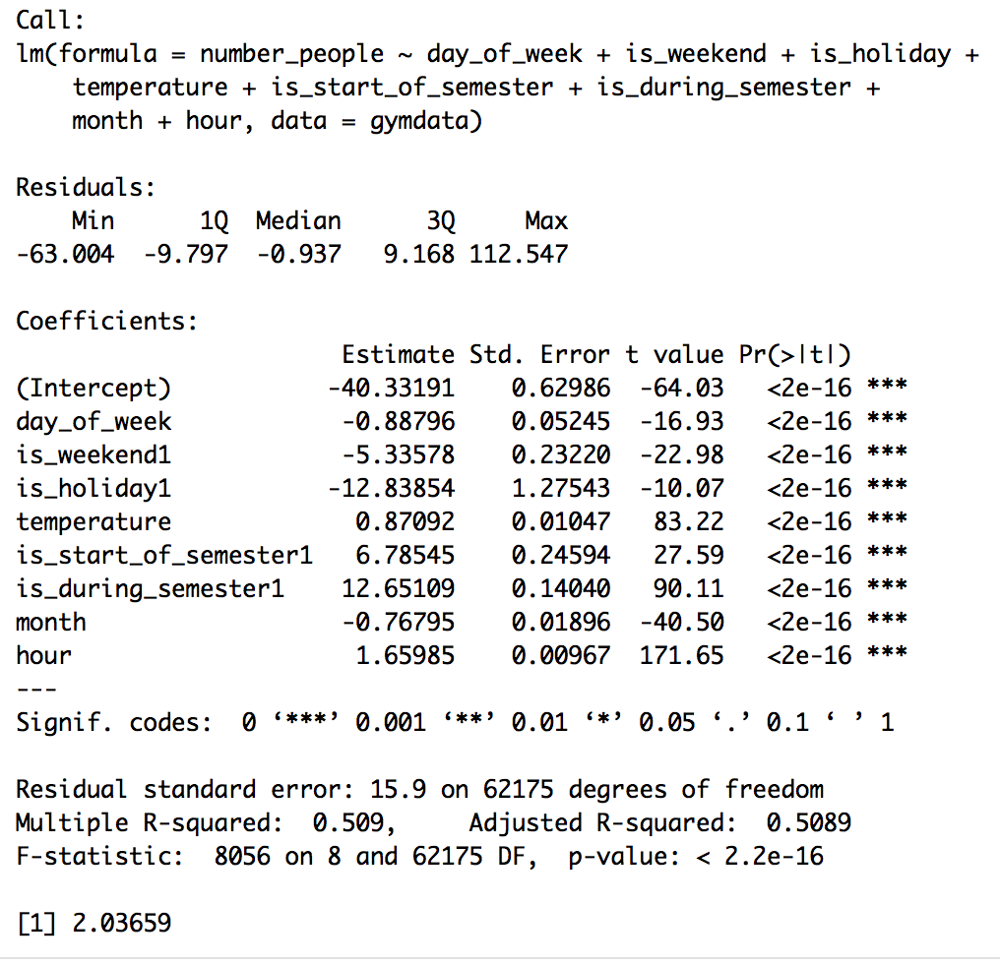 Call:
lm(formula = number_people ~ day_of_week + is_weekend + is_holiday +
    temperature + is_start_of_semester + is_during_semester +
    month + hour, data = gymdata)

Residuals:
    Min      1Q  Median      3Q     Max
-63.004  -9.797  -0.937   9.168 112.547

Coefficients:
                       Estimate Std. Error t value Pr(>|t|)
(Intercept)           -40.33191    0.62986  -64.03   <2e-16 ***
day_of_week            -0.88796    0.05245  -16.93   <2e-16 ***
is_weekend1            -5.33578    0.23220  -22.98   <2e-16 ***
is_holiday1           -12.83854    1.27543  -10.07   <2e-16 ***
temperature             0.87092    0.01047   83.22   <2e-16 ***
is_start_of_semester1   6.78545    0.24594   27.59   <2e-16 ***
is_during_semester1    12.65109    0.14040   90.11   <2e-16 ***
month                  -0.76795    0.01896  -40.50   <2e-16 ***
hour                    1.65985    0.00967  171.65   <2e-16 ***
---
Signif. codes:  0 ‘***’ 0.001 ‘**’ 0.01 ‘*’ 0.05 ‘.’ 0.1 ‘ ’ 1

Residual standard error: 15.9 on 62175 degrees of freedom
Multiple R-squared:  0.509,	Adjusted R-squared:  0.5089
F-statistic:  8056 on 8 and 62175 DF,  p-value: < 2.2e-16

[1] 2.03659